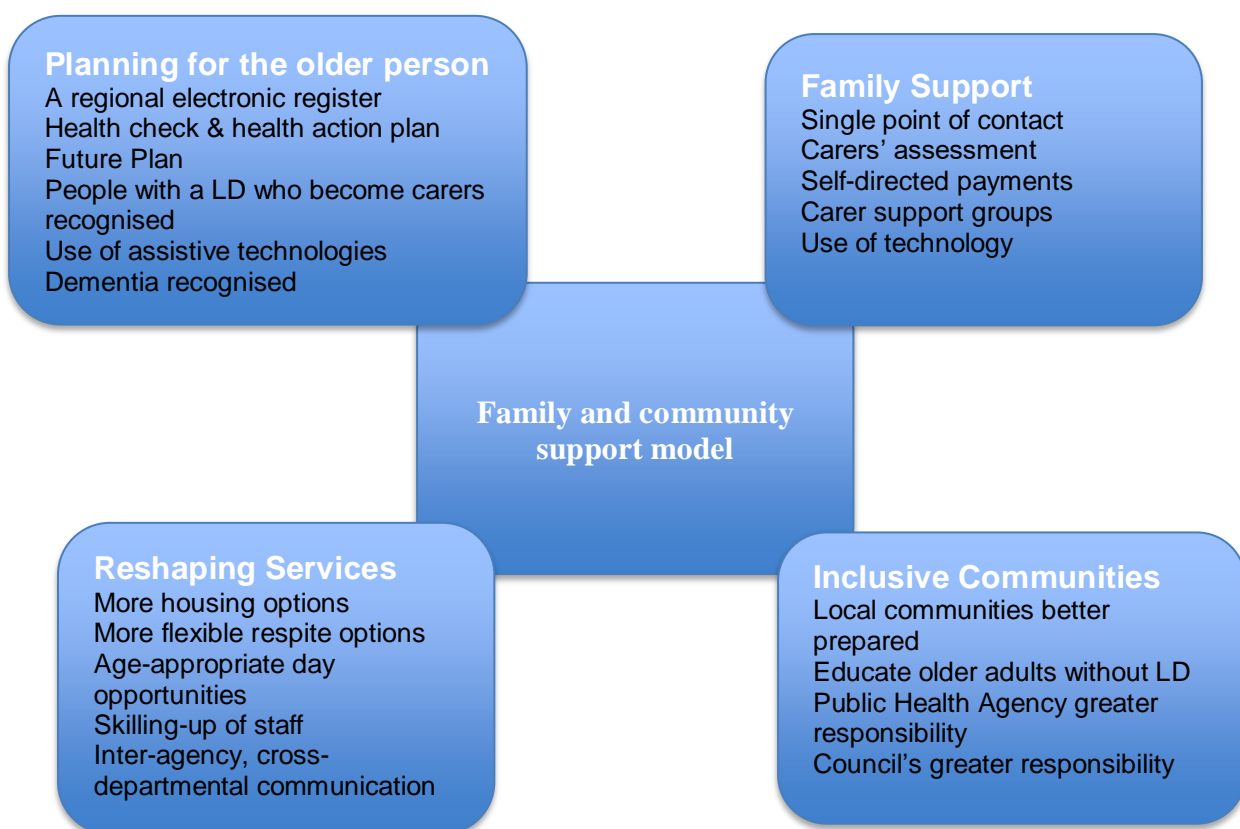 Planning for the older person
A regional electronic register
Health check & health action plan
Future Plan
People with a LD who become carers
recognised
Use of assistive technologies
Dementia recognised
Family Support
Single point of contact
Carers’ assessment
Self-directed payments
Carer support groups
Use of technology
Family and community
support model
Reshaping Services
More housing options
More flexible respite options
Age-appropriate day
opportunities
Skilling-up of staff
Inter-agency, cross-
departmental communication
Inclusive Communities
Local communities better
prepared
Educate older adults without LD
Public Health Agency greater
responsibility
Council’s greater responsibility